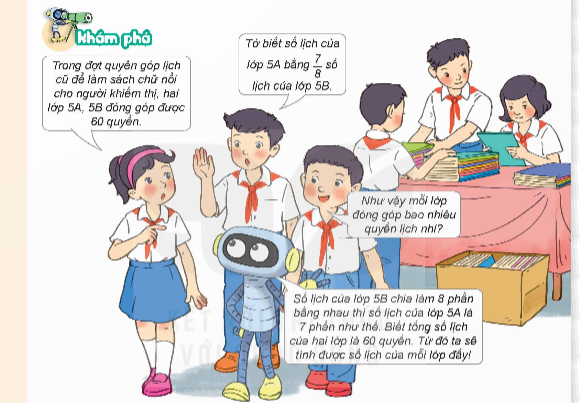 Khám phá
Trong đợt quyên góp lịch
cũ để làm sách chữ nổi
cho người khiếm thị, hai
lớp 5A, 5B đóng góp được
60 quyển.
Tớ biết số lịch của
lớp 5A bằng 7/8 số
lịch của lớp 5B.
Như vậy mỗi lớp
đóng góp bao nhiêu
quyển lịch nhỉ?
Số lịch của lớp 5B chia làm 8 phần
bằng nhau thì số lịch của lớp 5A là
7 phần như thế. Biết tổng số lịch
của hai lớp là 60 quyển. Từ đó ta sẽ
tính được số lịch của mỗi lớp đấy!